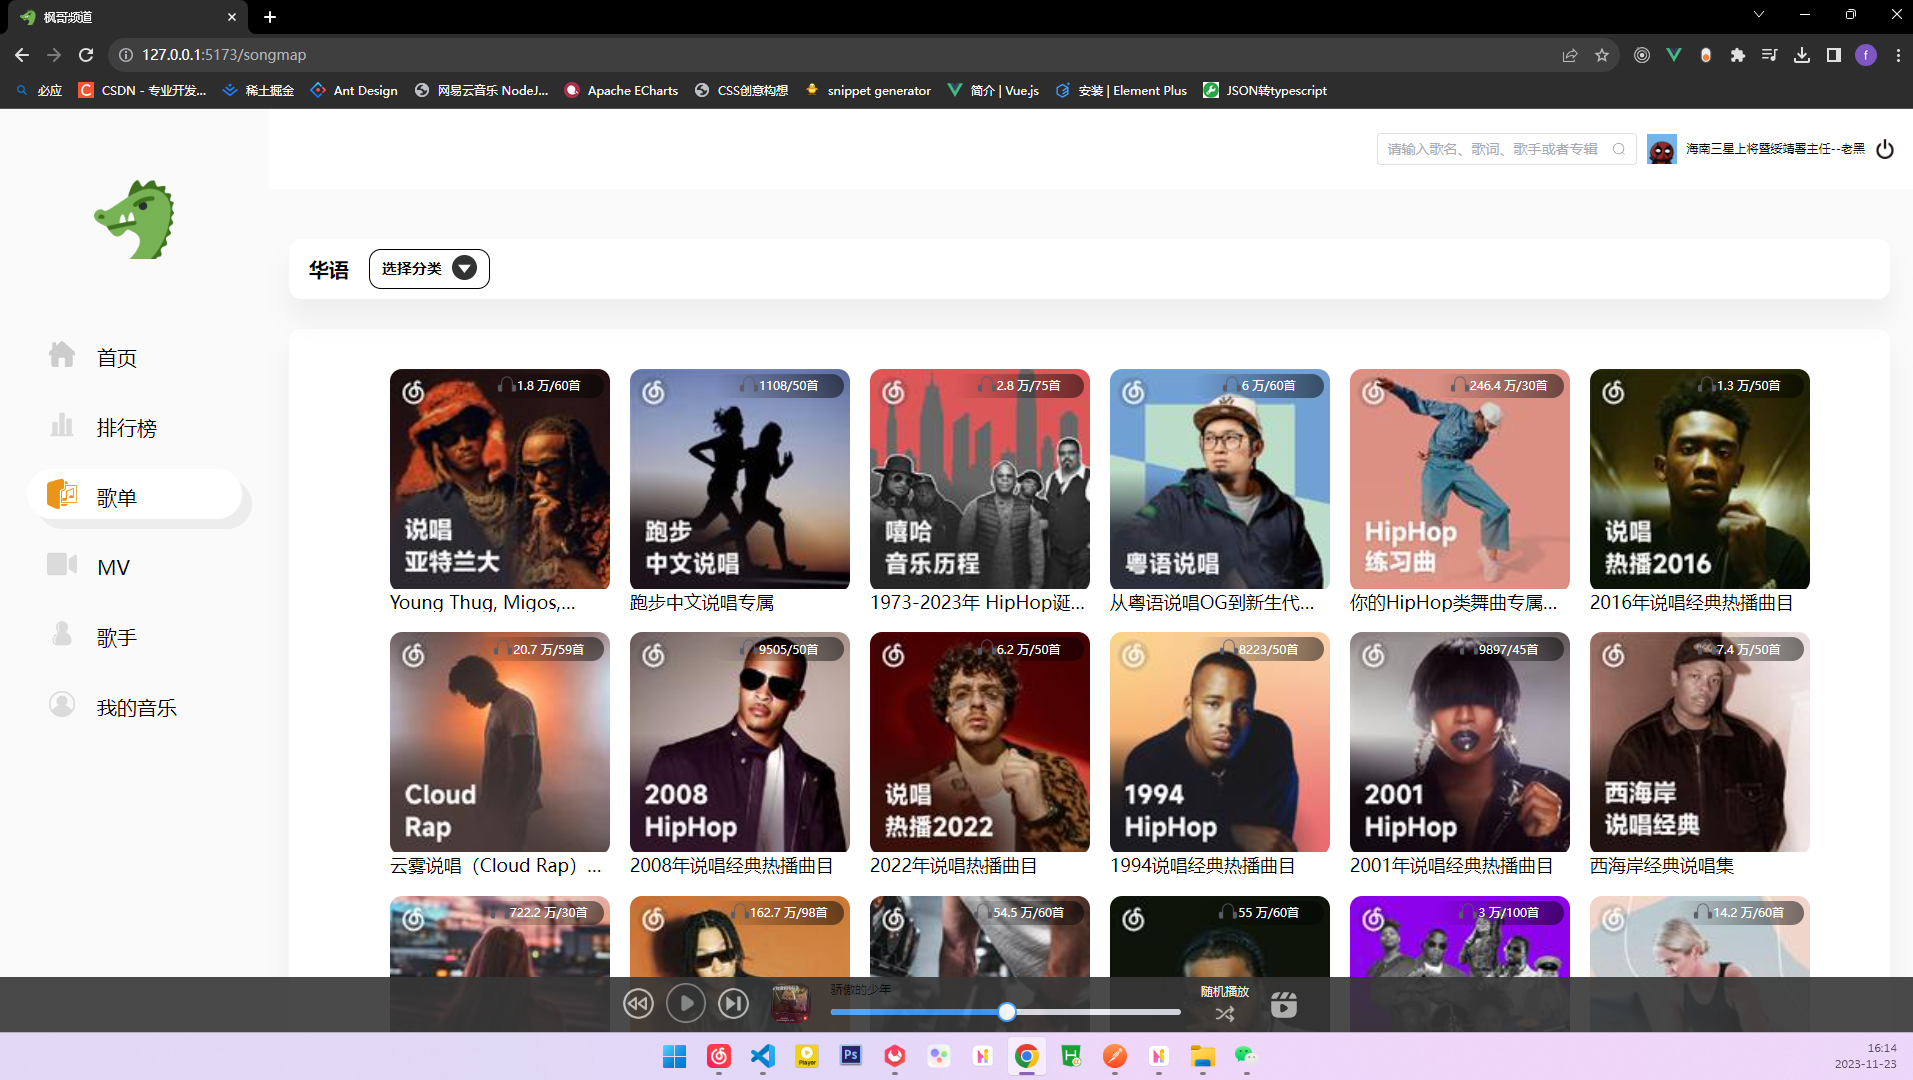 枫哥频道
127.0.0.1:5173/songmap
f
必应
CSDN - 专业开发...
稀土掘金
Ant Design
网易云音乐 NodeJ...
Apache ECharts
CSS创意构想
snippet generator
简介 | Vue.js
安装 | Element Plus
JSON转typescript
请输入歌名、歌词、歌手或者专辑
海南三星上将暨绥靖署主任--老黑
首页
排行榜
歌单
MV
歌手
我的音乐
华语
选择分类
1.8 万/60首
说唱
亚特兰大
Young Thug, Migos,...
1108/50首
跑步
中文说唱
跑步中文说唱专属
2.8 万/75首
嘻哈
音乐历程
1973-2023年 HipHop诞...
6 万/60首
粤语说唱
从粤语说唱OG到新生代...
246.4 万/30首
HipHop
练习曲
你的HipHop类舞曲专属...
1.3 万/50首
说唱
热播2016
2016年说唱经典热播曲目
20.7 万/59首
Cloud
Rap
云雾说唱（Cloud Rap）...
9505/50首
2008
HipHop
2008年说唱经典热播曲目
6.2 万/50首
说唱
热播2022
2022年说唱热播曲目
8223/50首
1994
HipHop
1994说唱经典热播曲目
9897/45首
2001
HipHop
2001年说唱经典热播曲目
7.4 万/50首
西海岸
说唱经典
西海岸经典说唱集
722.2 万/30首
162.7 万/98首
54.5 万/60首
55 万/60首
3 万/100首
14.2 万/60首
骄傲的少年
随机播放
Player
Ps
16:14
2023-11-23